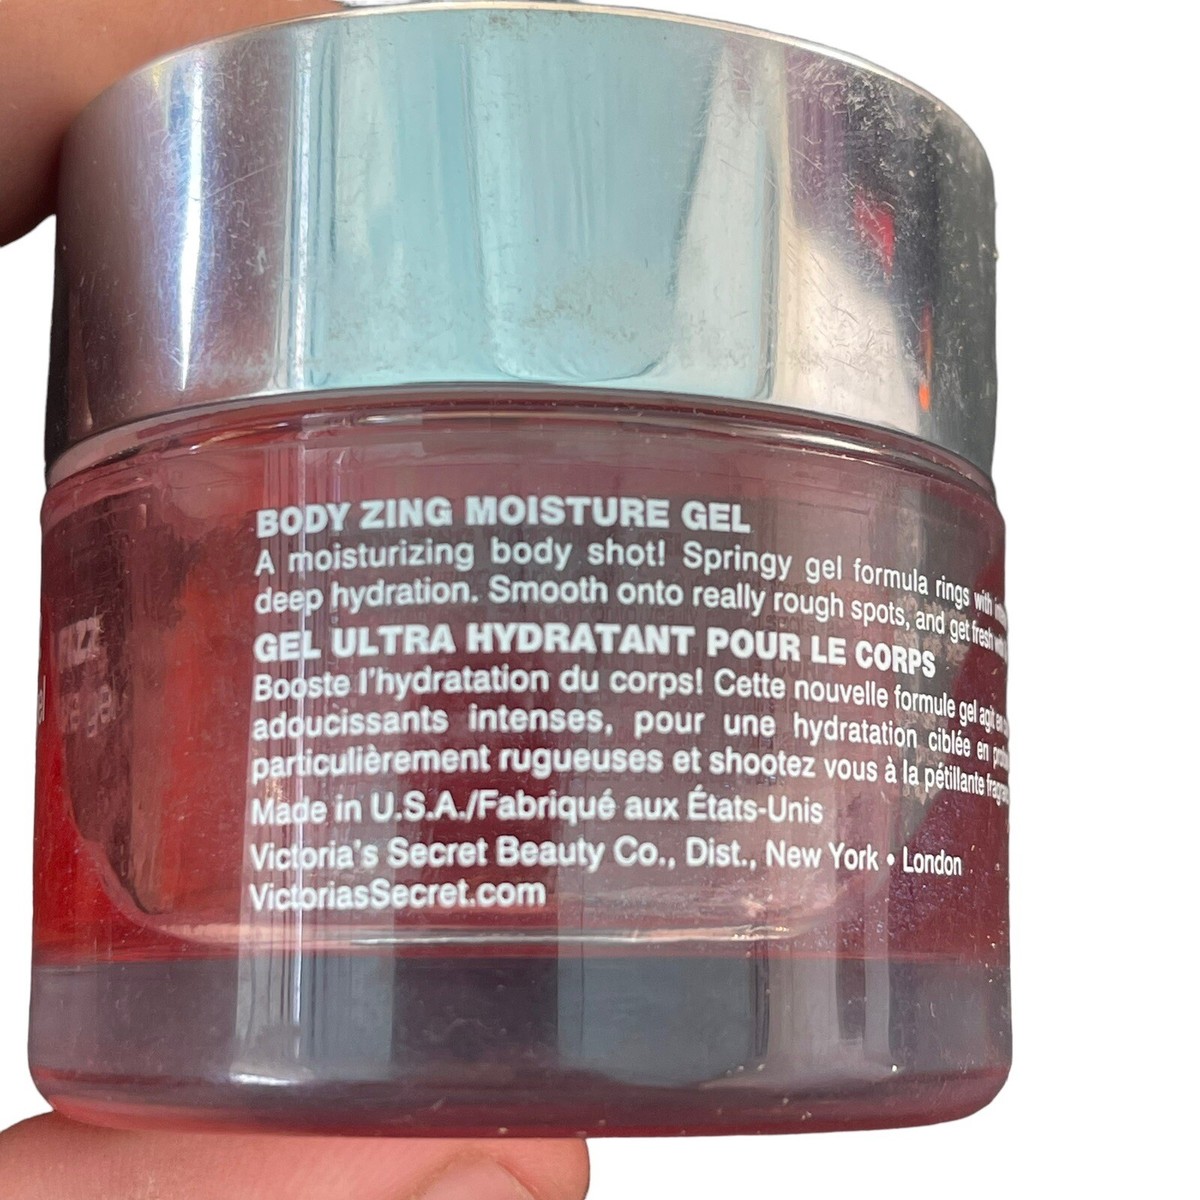 BODY ZING MOISTURE GEL
A moisturizing body shot! Springy gel formula rings with
deep hydration. Smooth onto really rough spots, and get fresh with
GEL ULTRA HYDRATANT POUR LE CORPS
Booste l'hydratation du corps! Cette nouvelle formule gel agit en
adoucissants intenses, pour une hydratation ciblée en
particulièrement rugueuses et shootez vous à la pétillante
Made in U.S.A./Fabriqué aux États-Unis
Victoria's Secret Beauty Co., Dist., New York • London
VictoriasSecret.com